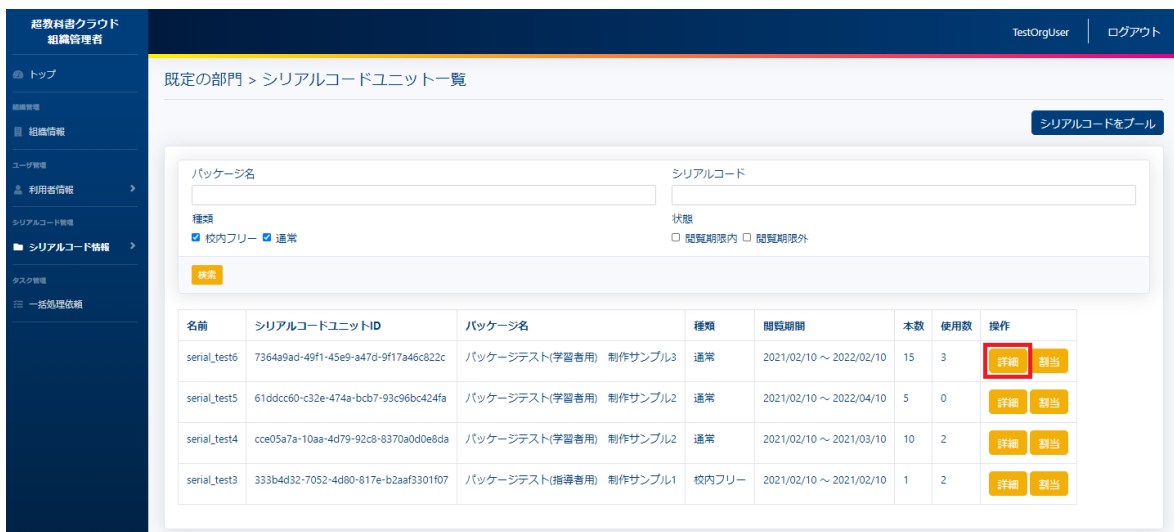 超教科書クラウド
組織管理者
TestOrgUser
ログアウト
トップ
組織管理
組織情報
ユーザ管理
利用者情報
シリアルコード管理
シリアルコード情報
タスク管理
一括処理依頼
既定の部門 > シリアルコードユニット一覧
シリアルコードをプール
パッケージ名
シリアルコード
種類
状態
校内フリー 通常
閲覧期限内 閲覧期限外
検索
名前 シリアルコードユニットID パッケージ名 種類 閲覧期間 本数 使用数 操作
serial_test6 7364a9ad-49f1-45e9-a47d-9f17a46c822c パッケージテスト(学習者用) 制作サンプル3 通常 2021/02/10 ～ 2022/02/10 15 3 詳細 割当
serial_test5 61ddcc60-c32e-474a-bcb7-93c96bc424fa パッケージテスト(学習者用) 制作サンプル2 通常 2021/02/10 ～ 2022/04/10 5 0 詳細 割当
serial_test4 cce05a7a-10aa-4d79-92c8-8370a0d0e8da パッケージテスト(学習者用) 制作サンプル2 通常 2021/02/10 ～ 2021/03/10 10 2 詳細 割当
serial_test3 333b4d32-7052-4d80-817e-b2aaf3301f07 パッケージテスト(指導者用) 制作サンプル1 校内フリー 2021/02/10 ～ 2021/02/10 1 2 詳細 割当